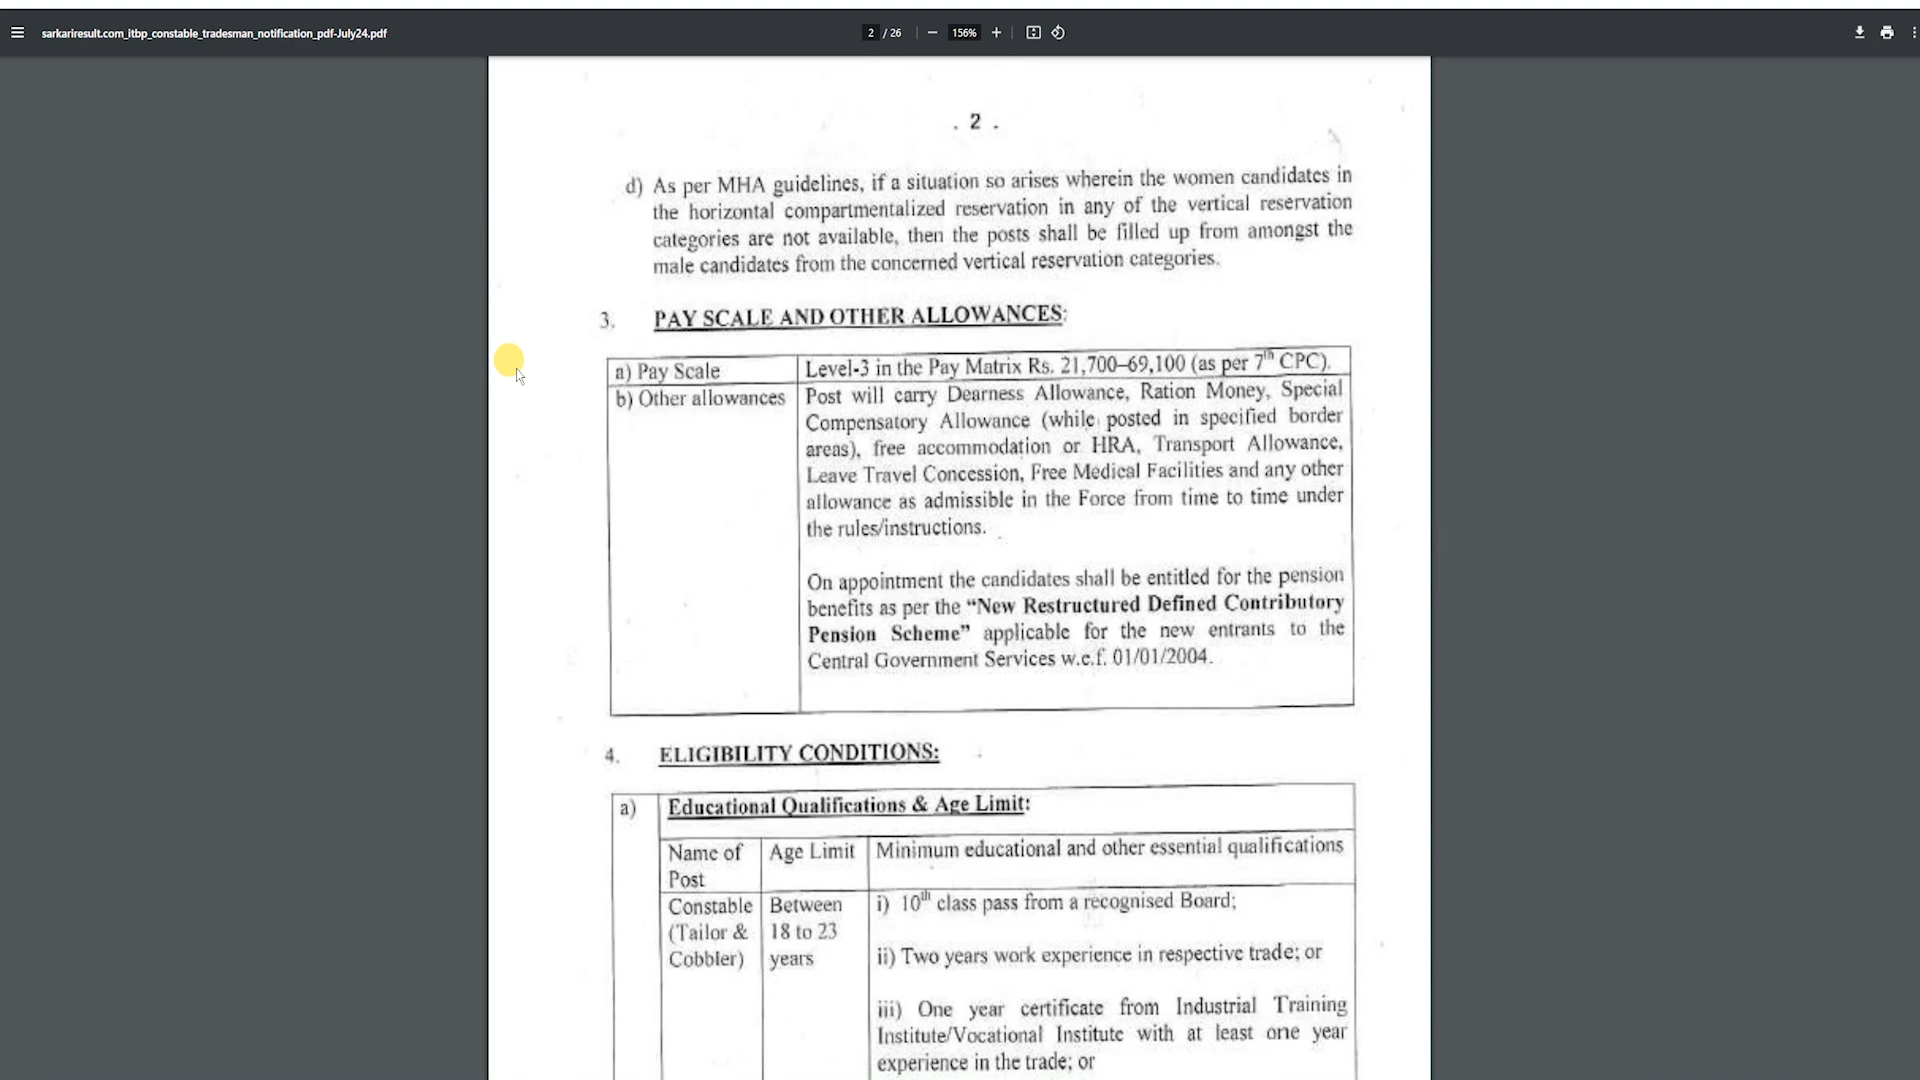 sarkariresult.com_itbp_constable_tradesman_notification_pdf-July24.pdf
2 / 26
156%
. 2 .
d) As per MHA guidelines, if a situation so arises wherein the women candidates in
the horizontal compartmentalized reservation in any of the vertical reservation
categories are not available, then the posts shall be filled up from amongst the
male candidates from the concerned vertical reservation categories.
3. PAY SCALE AND OTHER ALLOWANCES:
a) Pay Scale
Level-3 in the Pay Matrix Rs. 21,700–69,100 (as per 7th CPC).
b) Other allowances
Post will carry Dearness Allowance, Ration Money, Special
Compensatory Allowance (while posted in specified border
areas), free accommodation or HRA, Transport Allowance,
Leave Travel Concession, Free Medical Facilities and any other
allowance as admissible in the Force from time to time under
the rules/instructions.
On appointment the candidates shall be entitled for the pension
benefits as per the “New Restructured Defined Contributory
Pension Scheme” applicable for the new entrants to the
Central Government Services w.e.f. 01/01/2004.
4. ELIGIBILITY CONDITIONS:
a) Educational Qualifications & Age Limit:
Name of
Post
Age Limit
Minimum educational and other essential qualifications
Constable
(Tailor &
Cobbler)
Between
18 to 23
years
i) 10th class pass from a recognised Board;
ii) Two years work experience in respective trade; or
iii) One year certificate from Industrial Training
Institute/Vocational Institute with at least one year
experience in the trade; or